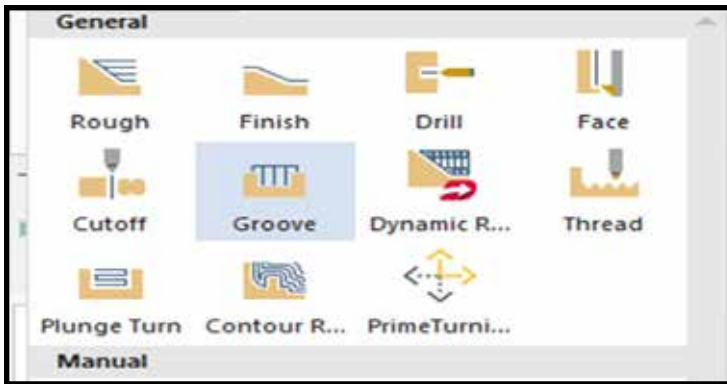 General
Rough Finish Drill Face
Cutoff Groove Dynamic R... Thread
Plunge Turn Contour R... PrimeTurni...
Manual